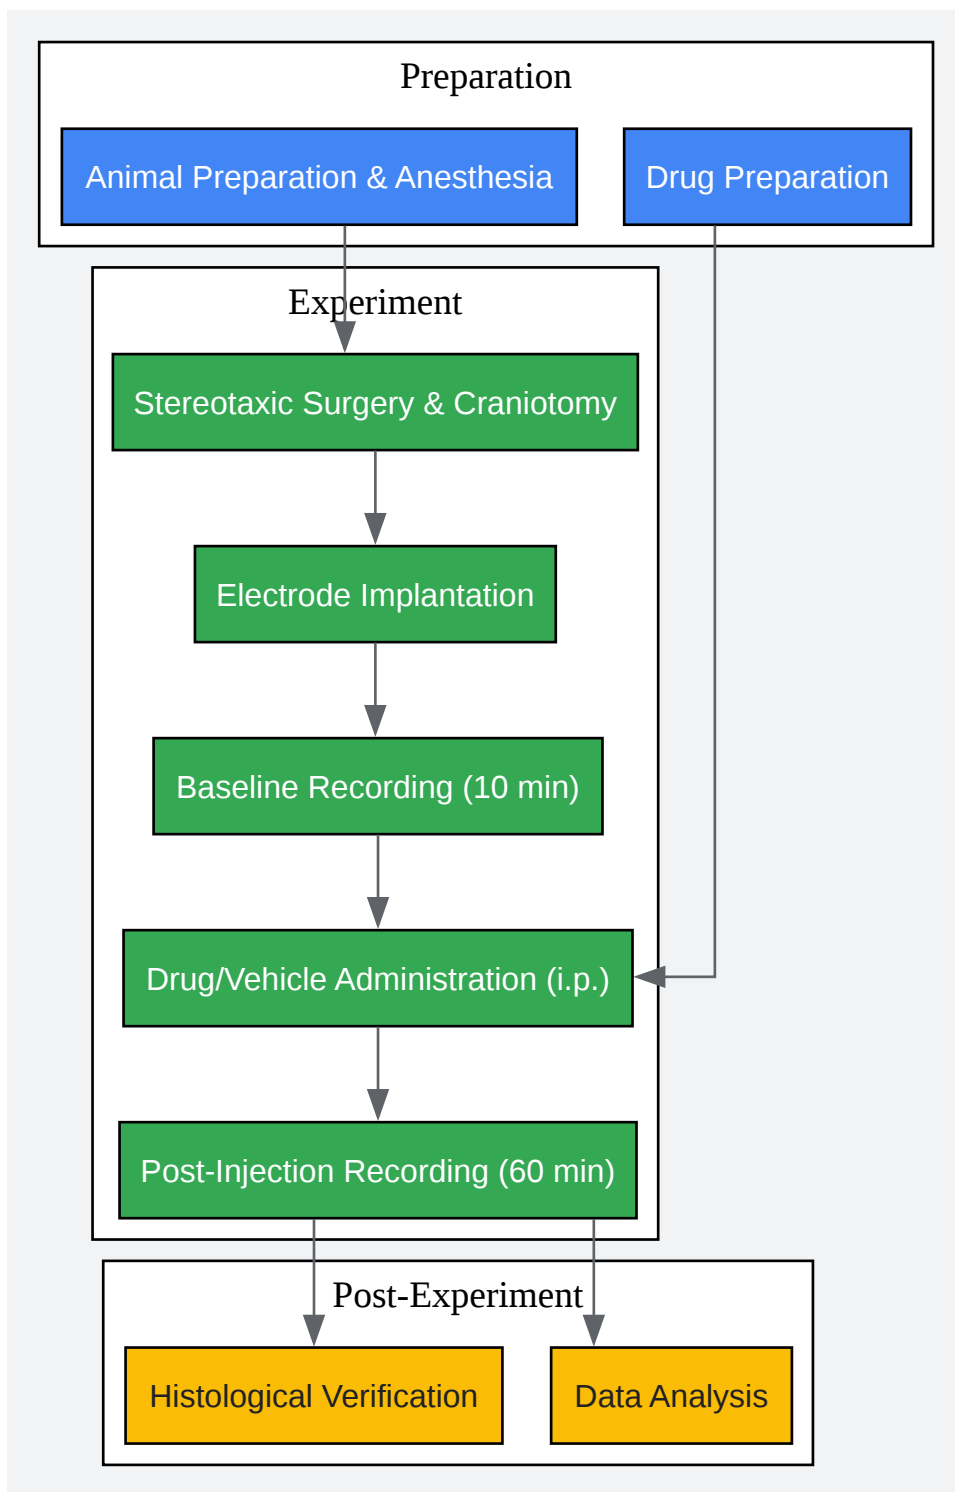 Preparation
Animal Preparation & Anesthesia
Drug Preparation
Experiment
Stereotaxic Surgery & Craniotomy
Electrode Implantation
Baseline Recording (10 min)
Drug/Vehicle Administration (i.p.)
Post-Injection Recording (60 min)
Post-Experiment
Histological Verification
Data Analysis